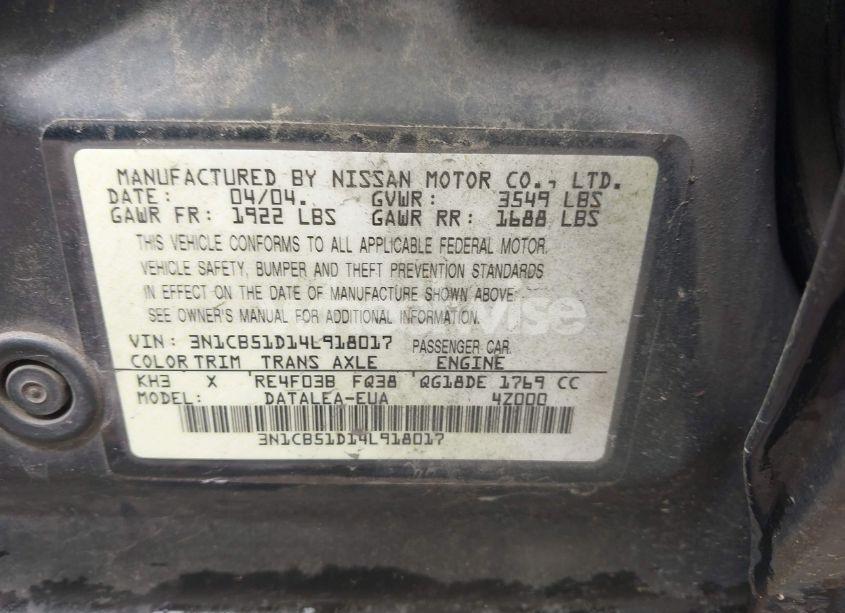 MANUFACTURED BY NISSAN MOTOR CO., LTD.
DATE: 04/04. GVWR: 3549 LBS
GAWR FR: 1922 LBS GAWR RR: 1688 LBS
THIS VEHICLE CONFORMS TO ALL APPLICABLE FEDERAL MOTOR
VEHICLE SAFETY, BUMPER AND THEFT PREVENTION STANDARDS
IN EFFECT ON THE DATE OF MANUFACTURE SHOWN ABOVE:
SEE OWNER'S MANUAL FOR ADDITIONAL INFORMATION.
VIN: 3N1CB51D14L918017 PASSENGER CAR
COLOR TRIM TRANS AXLE ENGINE
KH3 X RE4F03B FQ38 QG18DE 1769 CC
MODEL: DATALEA-EUA 4Z000
3N1CB51D14L918017